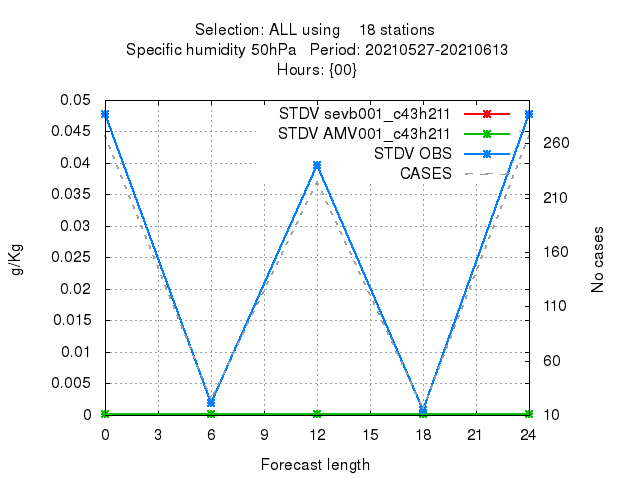 Selection: ALL using 18 stations
Specific humidity 50hPa Period: 20210527-20210613
Hours: {00}
STDV sevb001_c43h211
STDV AMV001_c43h211
STDV OBS
CASES
0.05
0.045
0.04
0.035
0.03
0.025
0.02
0.015
0.01
0.005
0
g/Kg
260
210
160
110
60
10
No cases
0 3 6 9 12 15 18 21 24
Forecast length